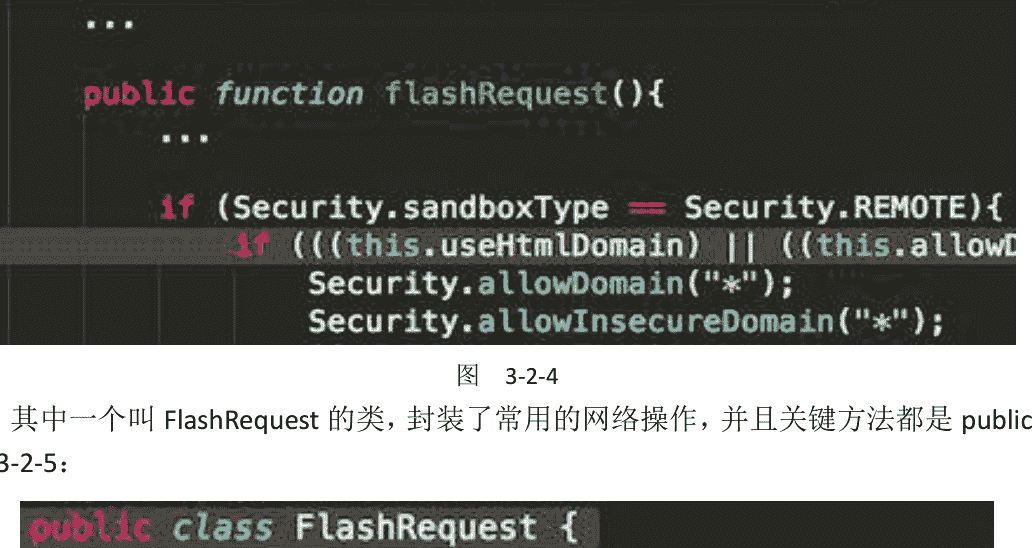 ...
public function flashRequest(){
...
if (Security.sandboxType == Security.REMOTE){
if (((this.useHtmlDomain) || ((this.allowD
Security.allowDomain("*");
Security.allowInsecureDomain("*");
图 3-2-4
其中一个叫 FlashRequest 的类，封装了常用的网络操作，并且关键方法都是 public
3-2-5：
public class FlashRequest {